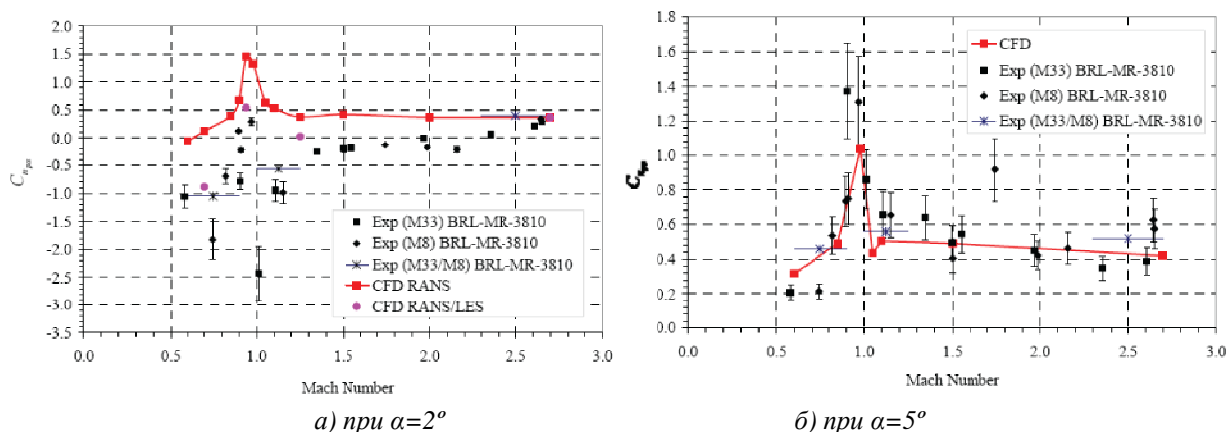 2.0
1.5
1.0
0.5
0.0
-0.5
-1.0
-1.5
-2.0
-2.5
-3.0
-3.5
Exp (M33) BRL-MR-3810
Exp (M8) BRL-MR-3810
Exp (M33/M8) BRL-MR-3810
CFD RANS
CFD RANS/LES
0.0 0.5 1.0 1.5 2.0 2.5 3.0
Mach Number
а) при α=2º
1.8
1.6
1.4
1.2
1.0
0.8
0.6
0.4
0.2
0.0
CFD
Exp (M33) BRL-MR-3810
Exp (M8) BRL-MR-3810
Exp (M33/M8) BRL-MR-3810
0.0 0.5 1.0 1.5 2.0 2.5 3.0
Mach Number
б) при α=5º